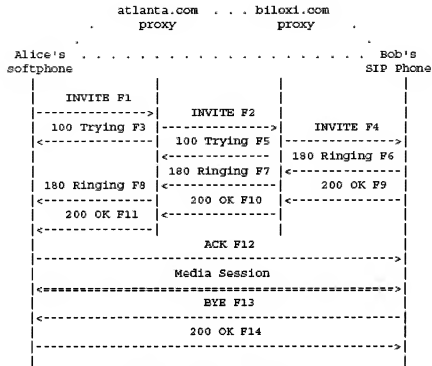 atlanta.com . . . biloxi.com
. proxy proxy .
. .
Alice's . . . . . . . . . . . . . . . . . . . . Bob's
softphone SIP Phone
INVITE F1
INVITE F2
100 Trying F3 INVITE F4
100 Trying F5
180 Ringing F6
180 Ringing F7
180 Ringing F8 200 OK F9
200 OK F10
200 OK F11
ACK F12
Media Session
BYE F13
200 OK F14